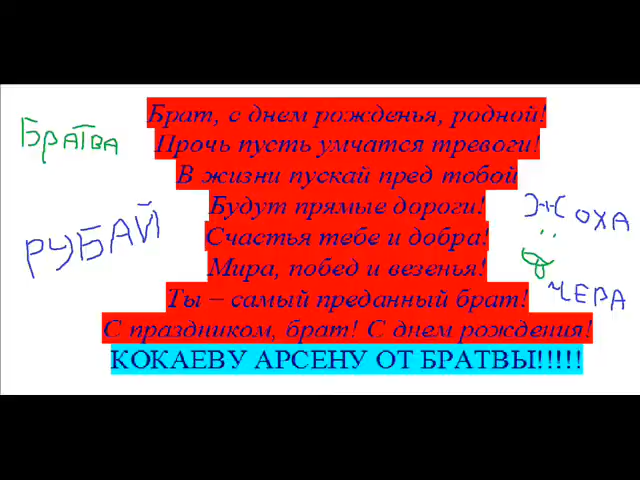 Брат, с днем рожденья, родной!
Прочь пусть умчатся тревоги!
В жизни пускай пред тобой
Будут прямые дороги!
Счастья тебе и добра!
Мира, побед и везенья!
Ты – самый преданный брат!
С праздником, брат! С днем рождения!
КОКАЕВУ АРСЕНУ ОТ БРАТВЫ!!!!!
БРАТВА
РУБАЙ
ЖОХА
ЧЕРА